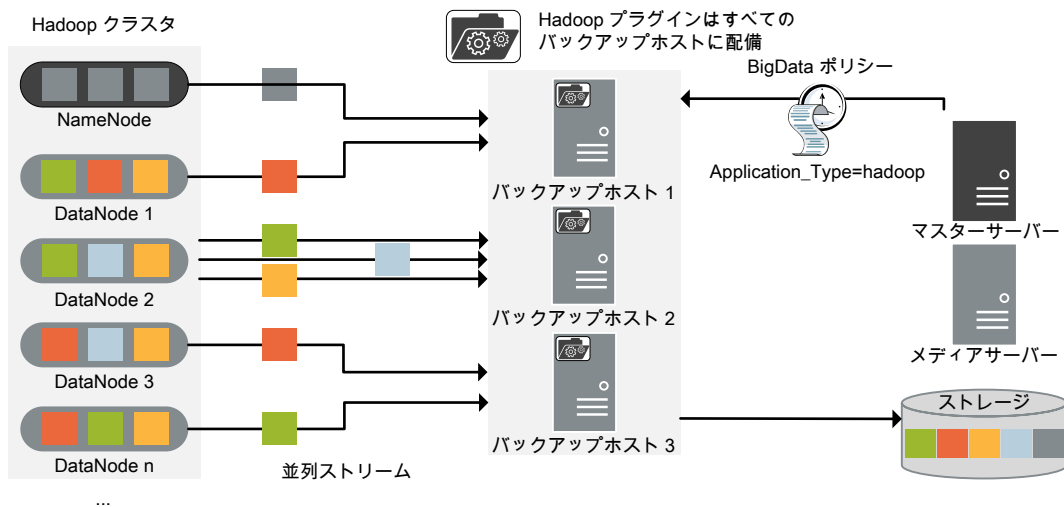 Hadoop クラスタ
Hadoop プラグインはすべての
バックアップホストに配備
BigData ポリシー
NameNode
Application_Type=hadoop
バックアップホスト 1
DataNode 1
マスターサーバー
DataNode 2
バックアップホスト 2
メディアサーバー
DataNode 3
ストレージ
バックアップホスト 3
DataNode n
並列ストリーム
...